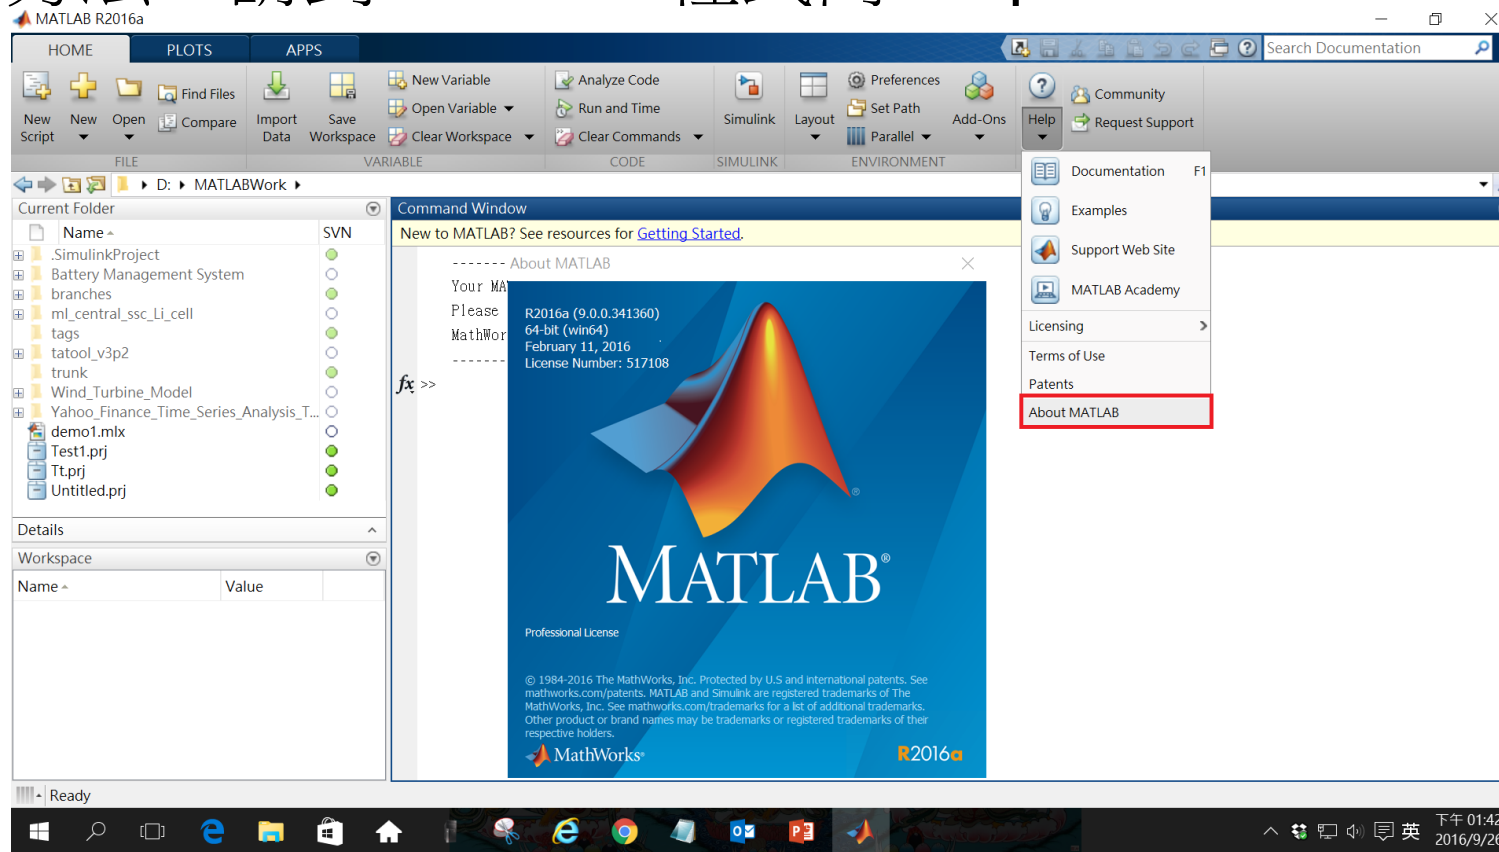 MATLAB R2016a
HOME PLOTS APPS
Search Documentation
New Script
New
Open
Find Files
Compare
Import Data
Save Workspace
New Variable
Open Variable
Clear Workspace
Analyze Code
Run and Time
Clear Commands
Simulink
Layout
Preferences
Set Path
Parallel
Add-Ons
Help
Community
Request Support
FILE VARIABLE CODE SIMULINK ENVIRONMENT
D: MATLABWork
Documentation F1
Examples
Support Web Site
MATLAB Academy
Licensing
Terms of Use
Patents
About MATLAB
Current Folder
Name SVN
.SimulinkProject
Battery Management System
branches
ml_central_ssc_Li_cell
tags
tatool_v3p2
trunk
Wind_Turbine_Model
Yahoo_Finance_Time_Series_Analysis_T...
demo1.mlx
Test1.prj
Tt.prj
Untitled.prj
Details
Workspace
Name Value
Command Window
New to MATLAB? See resources for Getting Started.
-------
Your MA
Please
MathWor
-------
fx >>
About MATLAB
R2016a (9.0.0.341360)
64-bit (win64)
February 11, 2016
License Number: 517108
MATLAB®
Professional License
© 1984-2016 The MathWorks, Inc. Protected by U.S and international patents. See
mathworks.com/patents. MATLAB and Simulink are registered trademarks of The
MathWorks, Inc. See mathworks.com/trademarks for a list of additional trademarks.
Other product or brand names may be trademarks or registered trademarks of their
respective holders.
MathWorks®
R2016a
Ready
英
下午 01:42
2016/9/26